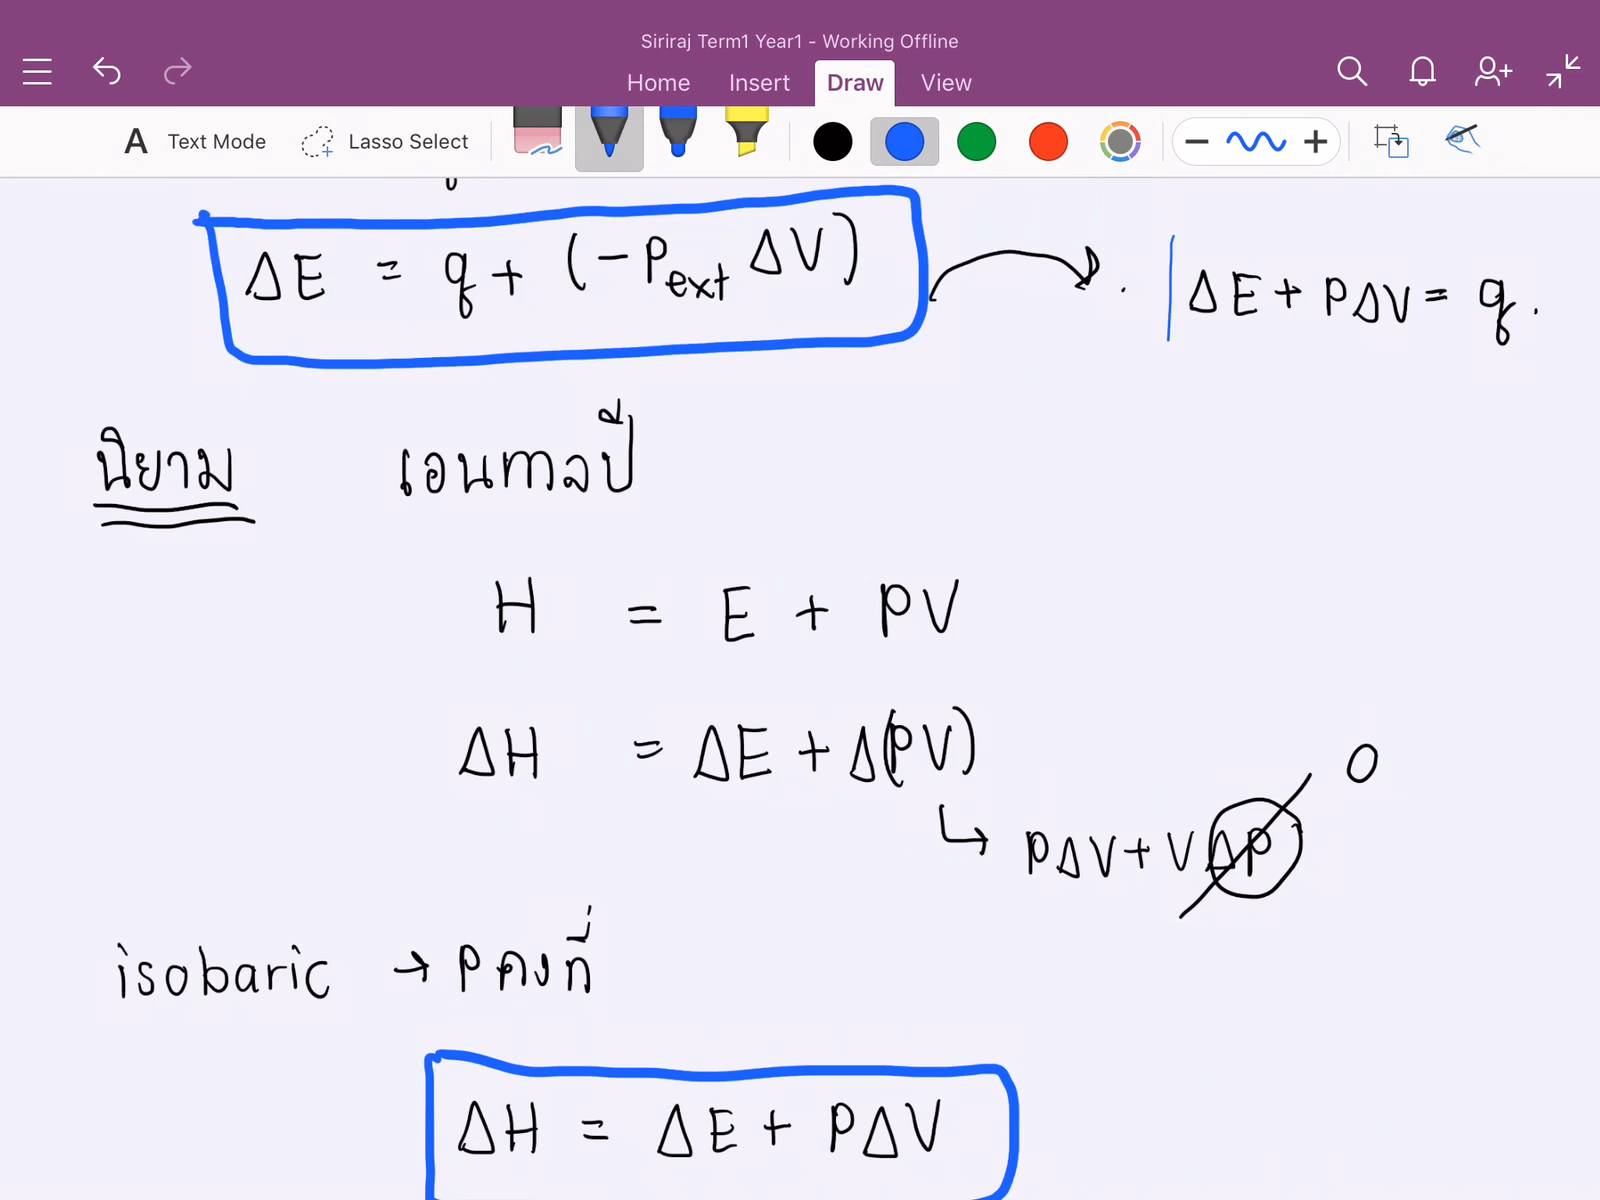 Siriraj Term1 Year1 - Working Offline
Home Insert Draw View
A Text Mode Lasso Select
ΔE = q + (-Pext ΔV)
ΔE + PΔV = q.
นิยาม เอนทาลปี
H = E + PV
ΔH = ΔE + Δ(PV)
↳ PΔV + VΔP 0
isobaric → P คงที่
ΔH = ΔE + PΔV